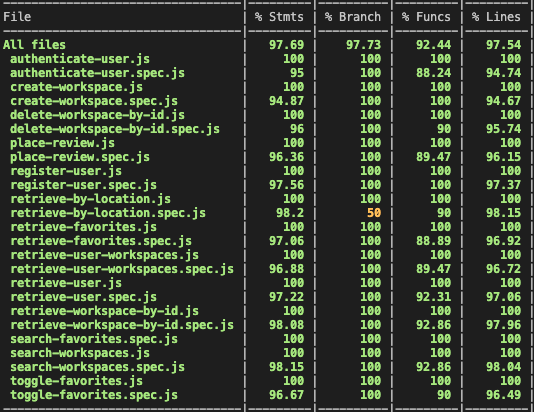 File | % Stmts | % Branch | % Funcs | % Lines
All files | 97.69 | 97.73 | 92.44 | 97.54
authenticate-user.js | 100 | 100 | 100 | 100
authenticate-user.spec.js | 95 | 100 | 88.24 | 94.74
create-workspace.js | 100 | 100 | 100 | 100
create-workspace.spec.js | 94.87 | 100 | 100 | 94.67
delete-workspace-by-id.js | 100 | 100 | 100 | 100
delete-workspace-by-id.spec.js | 96 | 100 | 90 | 95.74
place-review.js | 100 | 100 | 100 | 100
place-review.spec.js | 96.36 | 100 | 89.47 | 96.15
register-user.js | 100 | 100 | 100 | 100
register-user.spec.js | 97.56 | 100 | 100 | 97.37
retrieve-by-location.js | 100 | 100 | 100 | 100
retrieve-by-location.spec.js | 98.2 | 50 | 90 | 98.15
retrieve-favorites.js | 100 | 100 | 100 | 100
retrieve-favorites.spec.js | 97.06 | 100 | 88.89 | 96.92
retrieve-user-workspaces.js | 100 | 100 | 100 | 100
retrieve-user-workspaces.spec.js | 96.88 | 100 | 89.47 | 96.72
retrieve-user.js | 100 | 100 | 100 | 100
retrieve-user.spec.js | 97.22 | 100 | 92.31 | 97.06
retrieve-workspace-by-id.js | 100 | 100 | 100 | 100
retrieve-workspace-by-id.spec.js | 98.08 | 100 | 92.86 | 97.96
search-favorites.spec.js | 100 | 100 | 100 | 100
search-workspaces.js | 100 | 100 | 100 | 100
search-workspaces.spec.js | 98.15 | 100 | 92.86 | 98.04
toggle-favorites.js | 100 | 100 | 100 | 100
toggle-favorites.spec.js | 96.67 | 100 | 90 | 96.49